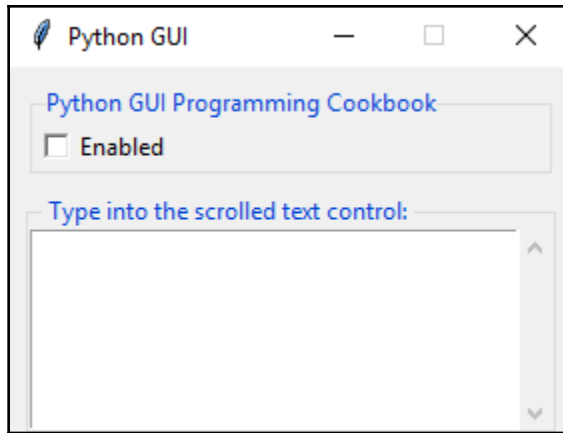 Python GUI
Python GUI Programming Cookbook
Enabled
Type into the scrolled text control: